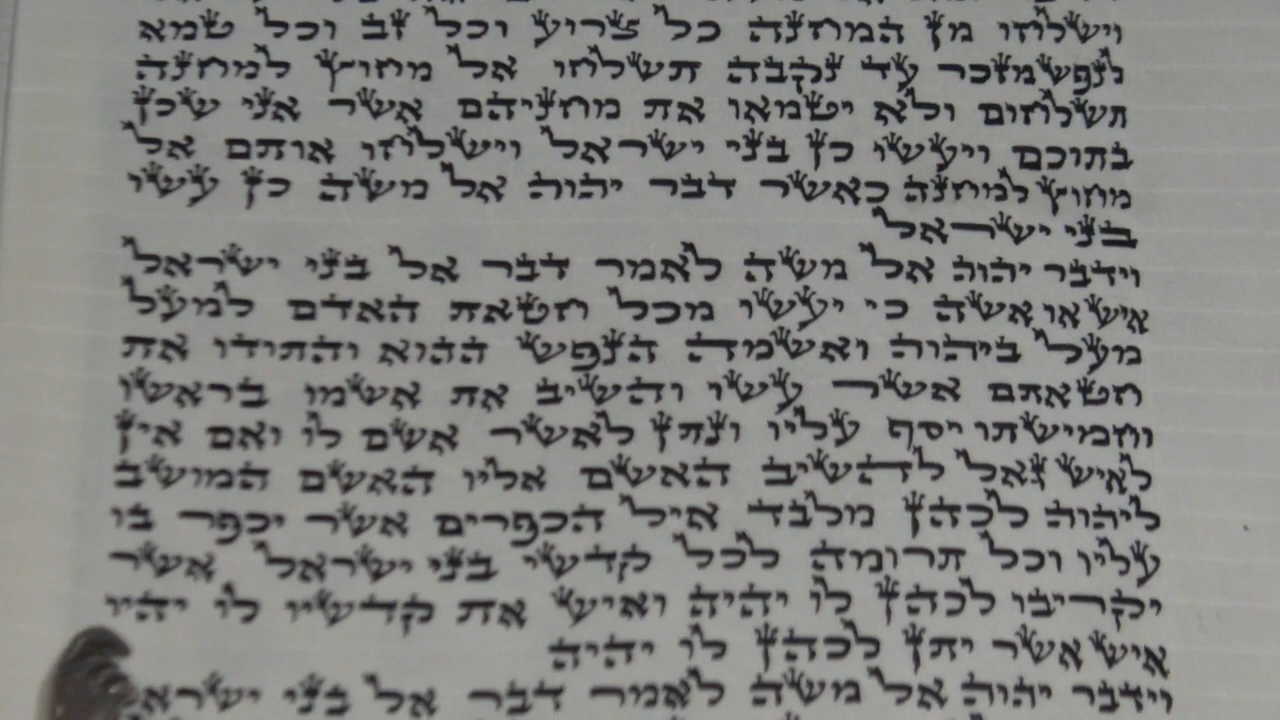 וישלחו מן המחנה כל צרוע וכל זב וכל טמא
לנפש מזכר עד נקבה תשלחו אל מחוץ למחנה
תשלחום ולא יטמאו את מחניהם אשר אני שכן
בתוכם ויעשו כן בני ישראל וישלחו אותם אל
מחוץ למחנה כאשר דבר יהוה אל משה כן עשו
בני ישראל
וידבר יהוה אל משה לאמר דבר אל בני ישראל
איש או אשה כי יעשו מכל חטאת האדם למעל
מעל ביהוה ואשמה הנפש ההוא והתודו את
חטאתם אשר עשו והשיב את אשמו בראשו
וחמישתו יסף עליו ונתן לאשר אשם לו ואם אין
לאיש גאל להשיב האשם אליו האשם המושב
ליהוה לכהן מלבד איל הכפרים אשר יכפר בו
עליו וכל תרומה לכל קדשי בני ישראל אשר
יקריבו לכהן לו יהיה ואיש את קדשיו לו יהיו
איש אשר יתן לכהן לו יהיה
וידבר יהוה אל משה לאמר דבר אל בני ישרא